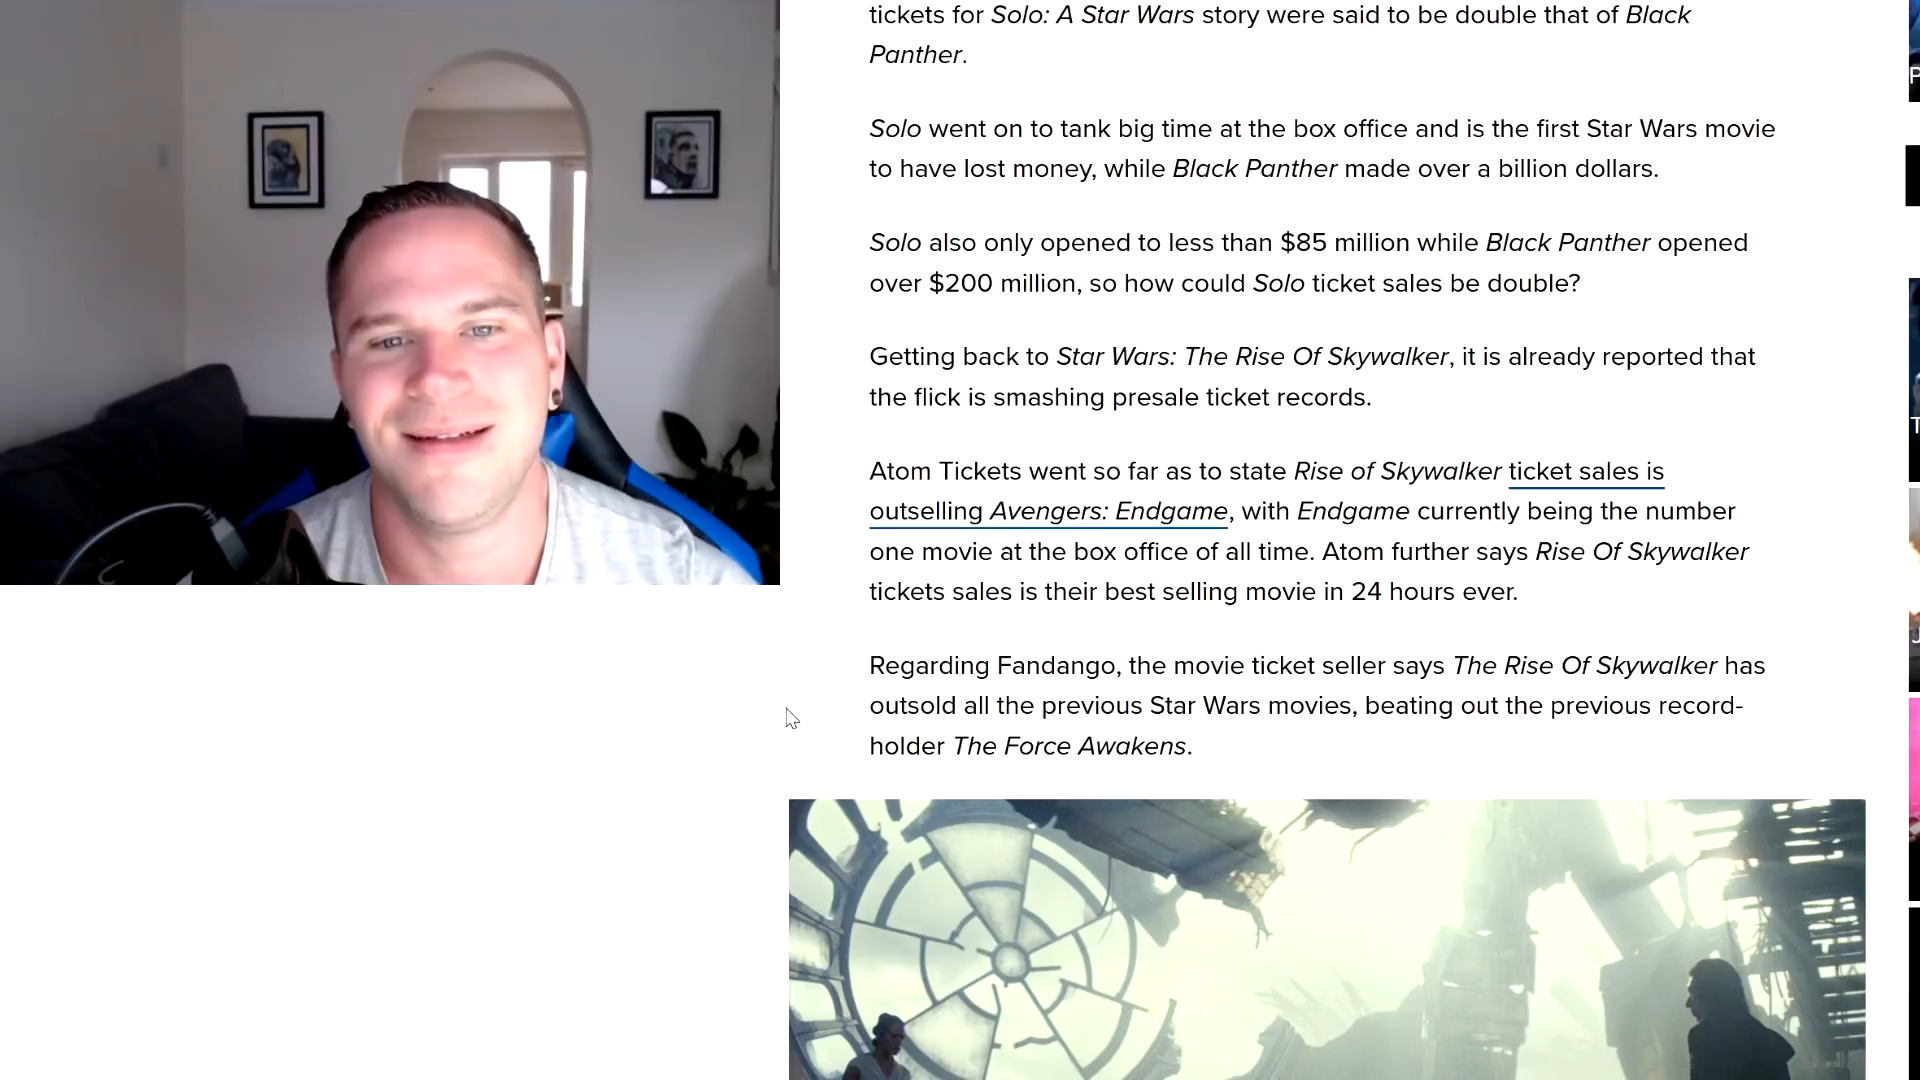 tickets for Solo: A Star Wars story were said to be double that of Black
Panther.
Solo went on to tank big time at the box office and is the first Star Wars movie
to have lost money, while Black Panther made over a billion dollars.
Solo also only opened to less than $85 million while Black Panther opened
over $200 million, so how could Solo ticket sales be double?
Getting back to Star Wars: The Rise Of Skywalker, it is already reported that
the flick is smashing presale ticket records.
Atom Tickets went so far as to state Rise of Skywalker ticket sales is
outselling Avengers: Endgame, with Endgame currently being the number
one movie at the box office of all time. Atom further says Rise Of Skywalker
tickets sales is their best selling movie in 24 hours ever.
Regarding Fandango, the movie ticket seller says The Rise Of Skywalker has
outsold all the previous Star Wars movies, beating out the previous record-
holder The Force Awakens.